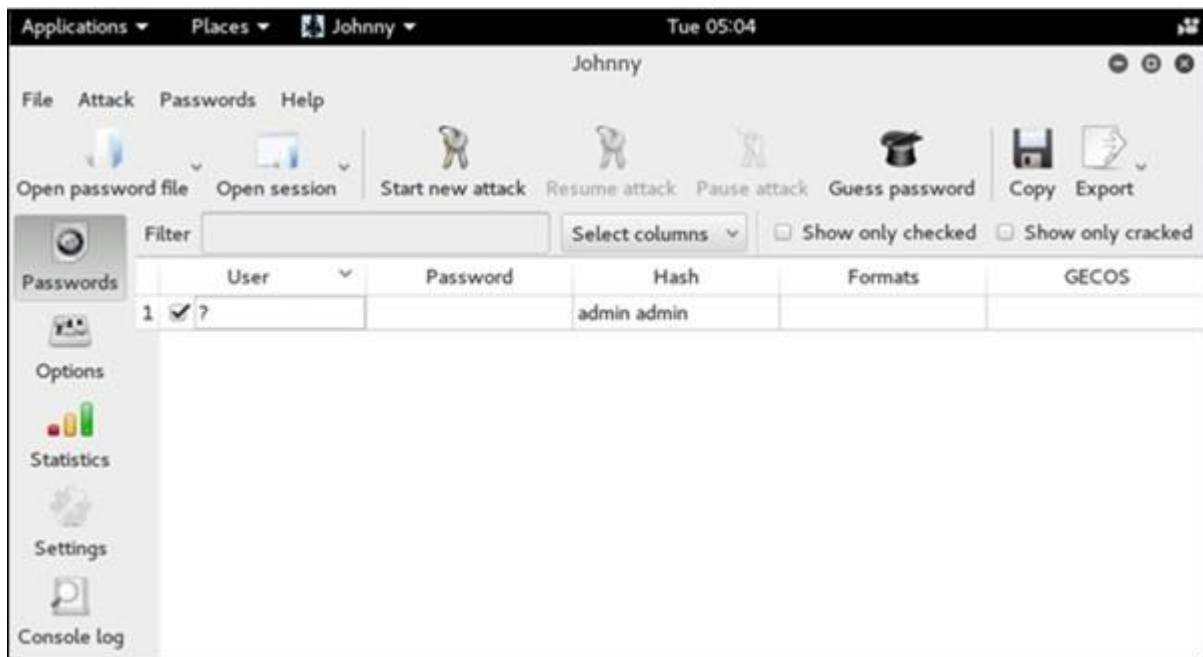 Applications Places Johnny Tue 05:04
Johnny
File Attack Passwords Help
Open password file Open session Start new attack Resume attack Pause attack Guess password Copy Export
Passwords
Filter Select columns Show only checked Show only cracked
User Password Hash Formats GECOS
1 ? admin admin
Options
Statistics
Settings
Console log